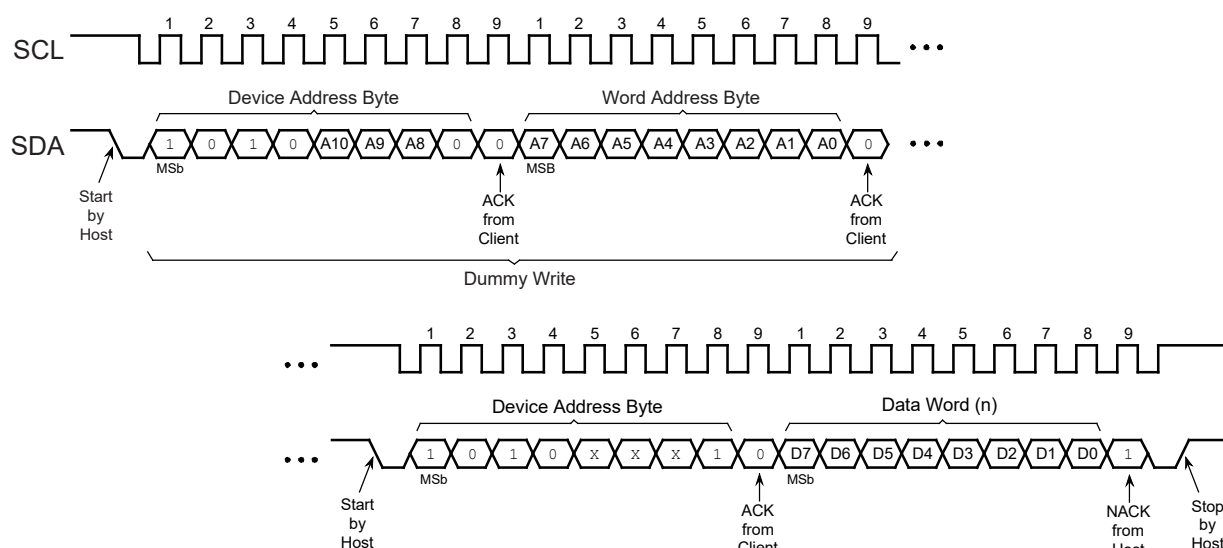 1 2 3 4 5 6 7 8 9 1 2 3 4 5 6 7 8 9
SCL
Device Address Byte Word Address Byte
SDA 1 0 1 0 A10 A9 A8 0 0 A7 A6 A5 A4 A3 A2 A1 A0 0
MSb MSB
Start
by
Host
ACK
from
Client
ACK
from
Client
Dummy Write
1 2 3 4 5 6 7 8 9 1 2 3 4 5 6 7 8 9
Device Address Byte Data Word (n)
1 0 1 0 X X X 1 0 D7 D6 D5 D4 D3 D2 D1 D0 1
MSb MSb
Start
by
Host
ACK
from
Client
NACK
from
Host
Stop
by
Host